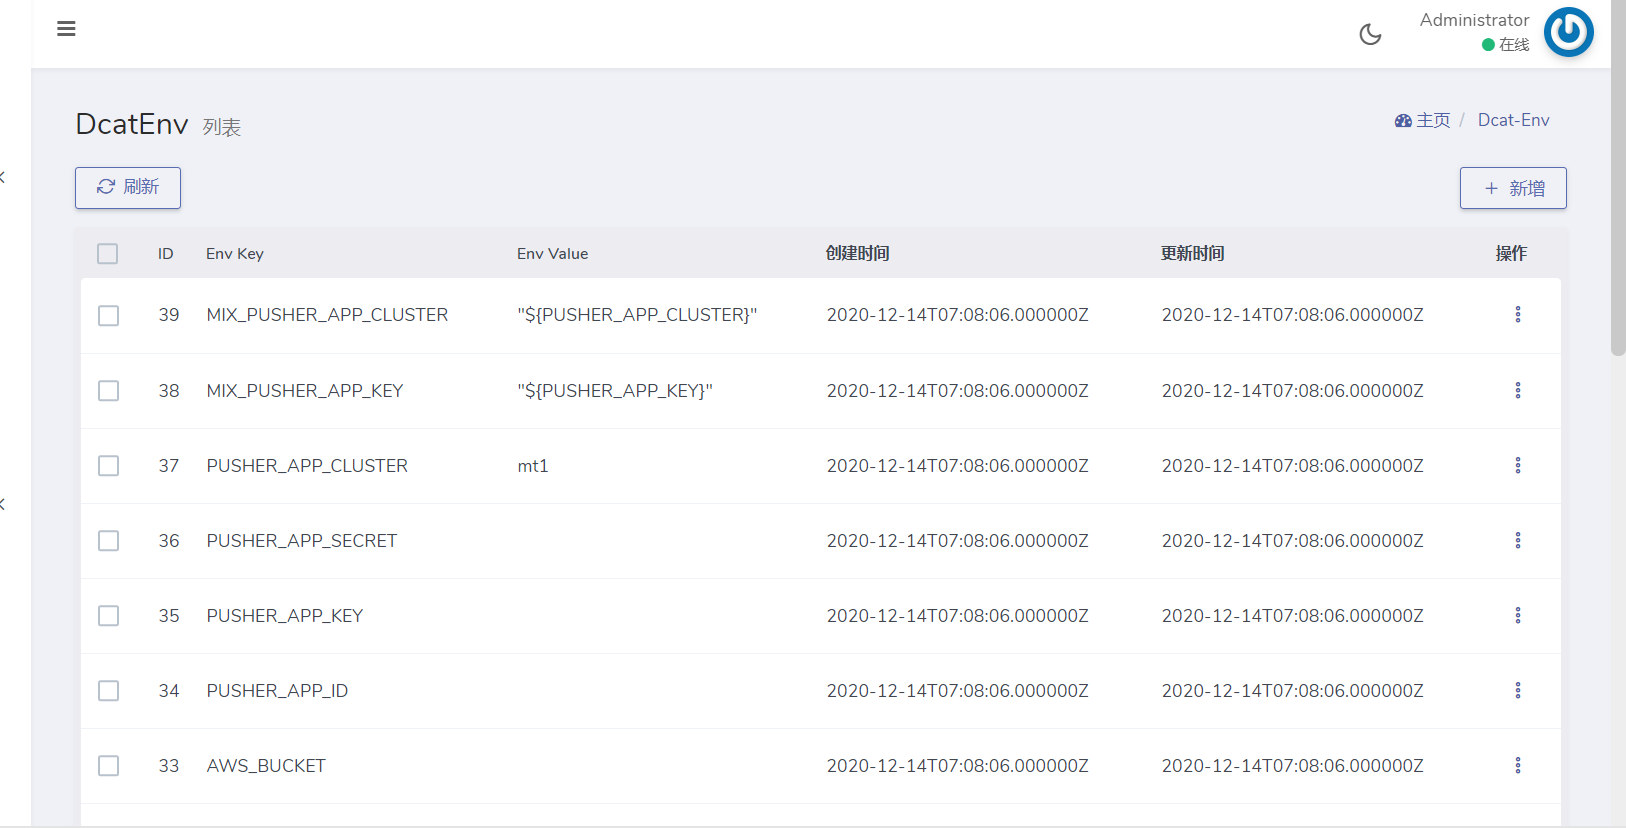 Administrator
在线
DcatEnv 列表
主页 / Dcat-Env
刷新
+ 新增
ID Env Key Env Value 创建时间 更新时间 操作
39 MIX_PUSHER_APP_CLUSTER "${PUSHER_APP_CLUSTER}" 2020-12-14T07:08:06.000000Z 2020-12-14T07:08:06.000000Z
38 MIX_PUSHER_APP_KEY "${PUSHER_APP_KEY}" 2020-12-14T07:08:06.000000Z 2020-12-14T07:08:06.000000Z
37 PUSHER_APP_CLUSTER mt1 2020-12-14T07:08:06.000000Z 2020-12-14T07:08:06.000000Z
36 PUSHER_APP_SECRET 2020-12-14T07:08:06.000000Z 2020-12-14T07:08:06.000000Z
35 PUSHER_APP_KEY 2020-12-14T07:08:06.000000Z 2020-12-14T07:08:06.000000Z
34 PUSHER_APP_ID 2020-12-14T07:08:06.000000Z 2020-12-14T07:08:06.000000Z
33 AWS_BUCKET 2020-12-14T07:08:06.000000Z 2020-12-14T07:08:06.000000Z